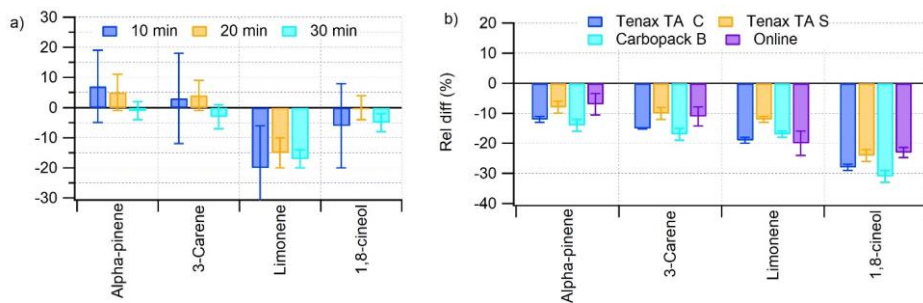 a)
10 min 20 min 30 min
30
20
10
0
-10
-20
-30
Alpha-pinene
3-Carene
Limonene
1,8-cineol
b)
Tenax TA C Tenax TA S
Carbopack B Online
Rel diff (%)
20
10
0
-10
-20
-30
-40
Alpha-pinene
3-Carene
Limonene
1,8-cineol